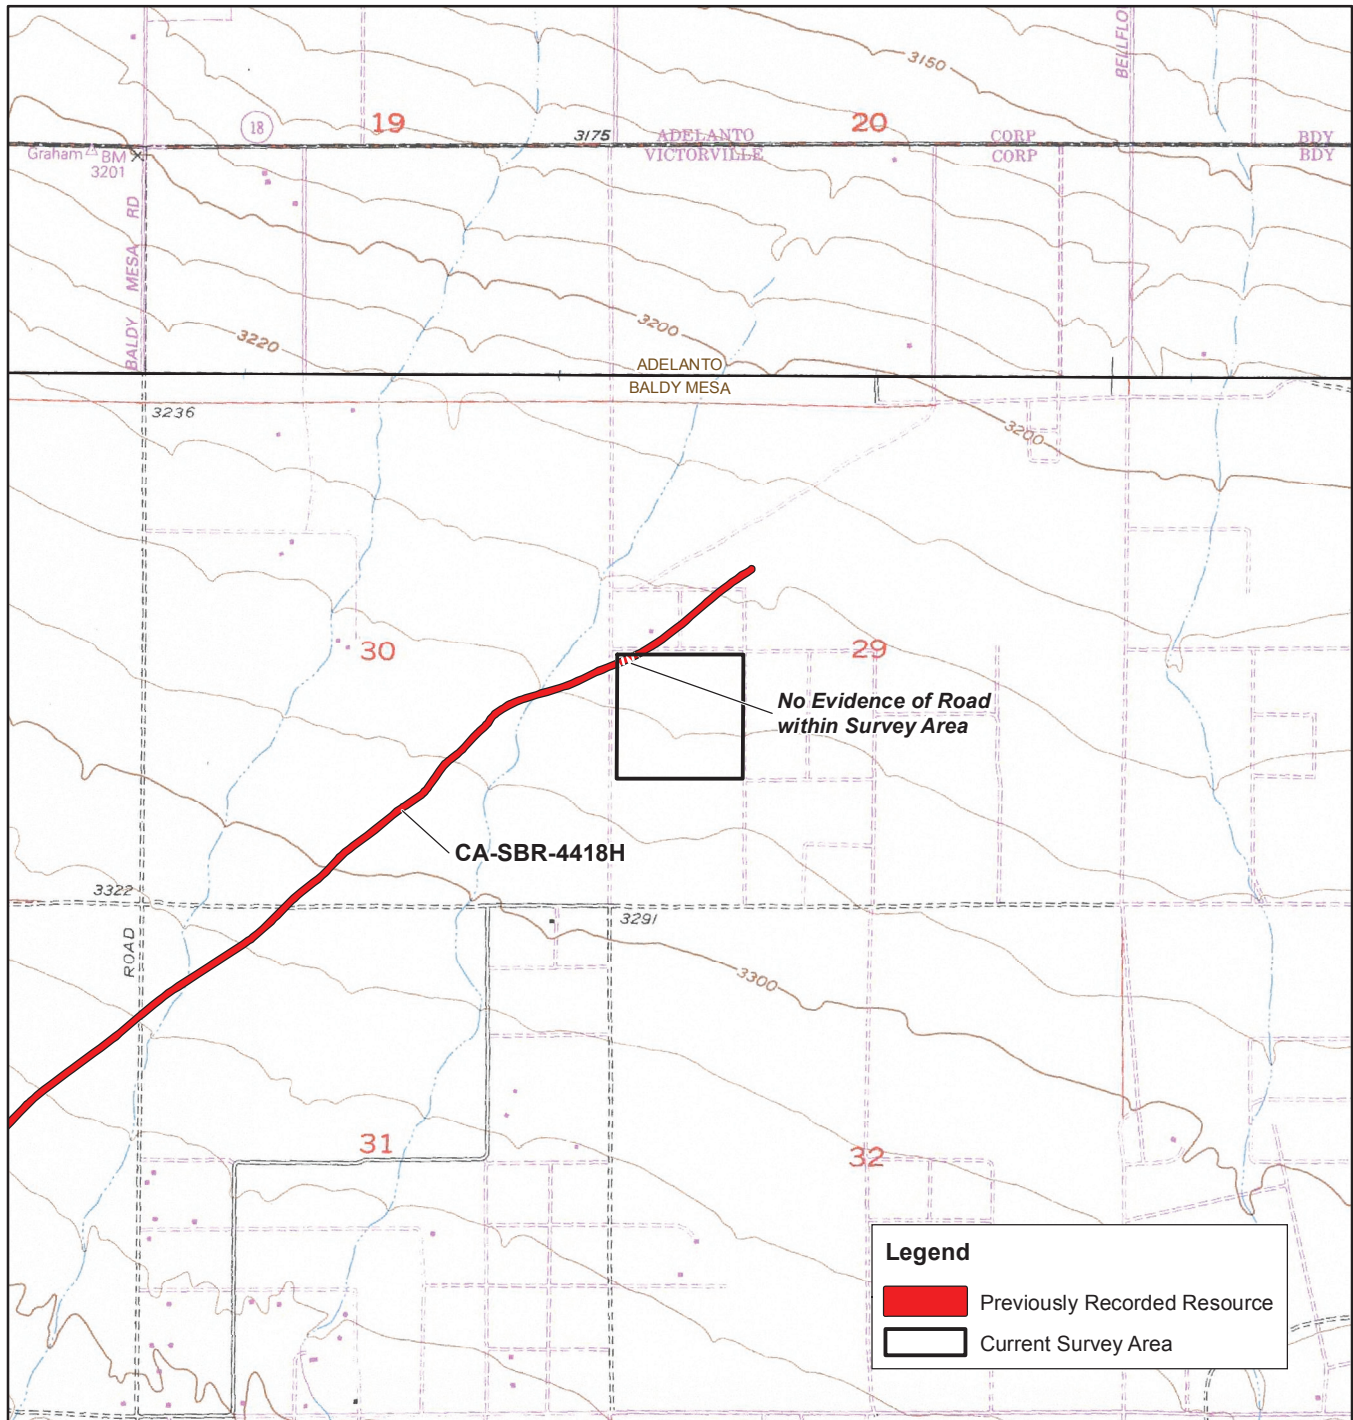 3150
BELLFLO
18
19
3175
ADELANTO
20
CORP
BDY
Graham BM
3201
VICTORVILLE
CORP
BDY
BALDY MESA RD
3220
3200
ADELANTO
BALDY MESA
3236
3200
30
29
No Evidence of Road
within Survey Area
CA-SBR-4418H
3322
3291
ROAD
3300
31
32
Legend
Previously Recorded Resource
Current Survey Area